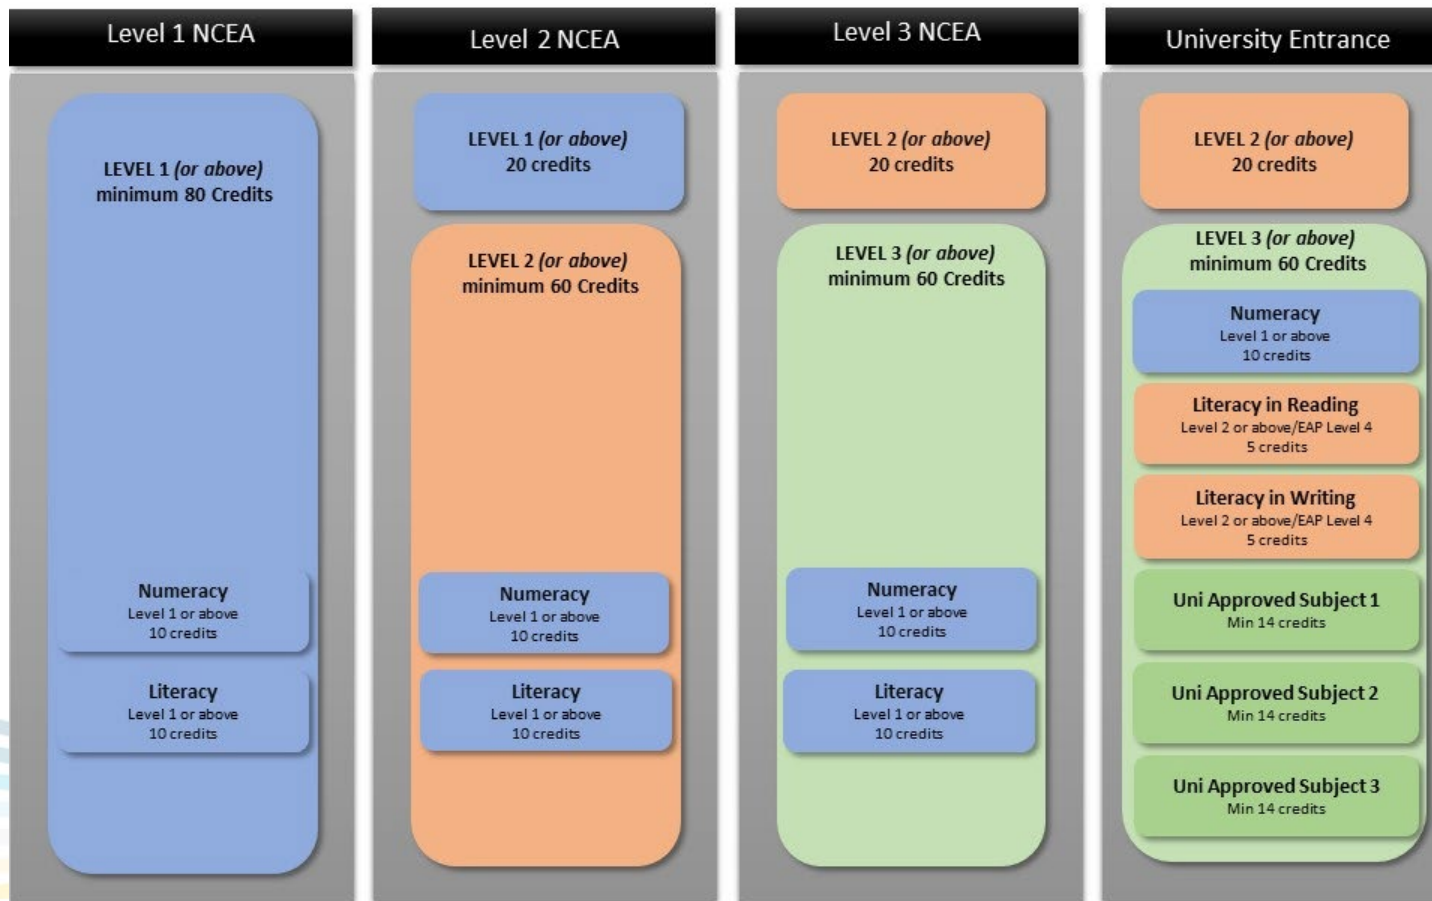 Level 1 NCEA
LEVEL 1 (or above)
minimum 80 Credits
Numeracy
Level 1 or above
10 credits
Literacy
Level 1 or above
10 credits
Level 2 NCEA
LEVEL 1 (or above)
20 credits
LEVEL 2 (or above)
minimum 60 Credits
Numeracy
Level 1 or above
10 credits
Literacy
Level 1 or above
10 credits
Level 3 NCEA
LEVEL 2 (or above)
20 credits
LEVEL 3 (or above)
minimum 60 Credits
Numeracy
Level 1 or above
10 credits
Literacy
Level 1 or above
10 credits
University Entrance
LEVEL 2 (or above)
20 credits
LEVEL 3 (or above)
minimum 60 Credits
Numeracy
Level 1 or above
10 credits
Literacy in Reading
Level 2 or above/EAP Level 4
5 credits
Literacy in Writing
Level 2 or above/EAP Level 4
5 credits
Uni Approved Subject 1
Min 14 credits
Uni Approved Subject 2
Min 14 credits
Uni Approved Subject 3
Min 14 credits